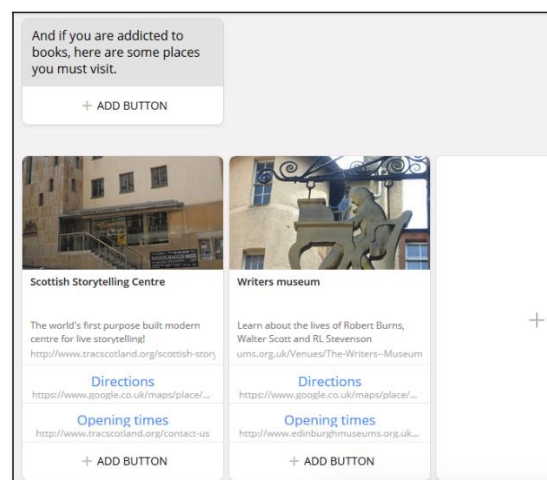 And if you are addicted to
books, here are some places
you must visit.
+ ADD BUTTON
Scottish Storytelling Centre
The world's first purpose built modern
centre for live storytelling!
http://www.tracscotland.org/scottish-story
Directions
https://www.google.co.uk/maps/place/...
Opening times
http://www.tracscotland.org/contact-us
+ ADD BUTTON
Writers museum
Learn about the lives of Robert Burns,
Walter Scott and RL Stevenson
ums.org.uk/Venues/The-Writers--Museum
Directions
https://www.google.co.uk/maps/place/...
Opening times
http://www.edinburghmuseums.org.uk...
+ ADD BUTTON
+